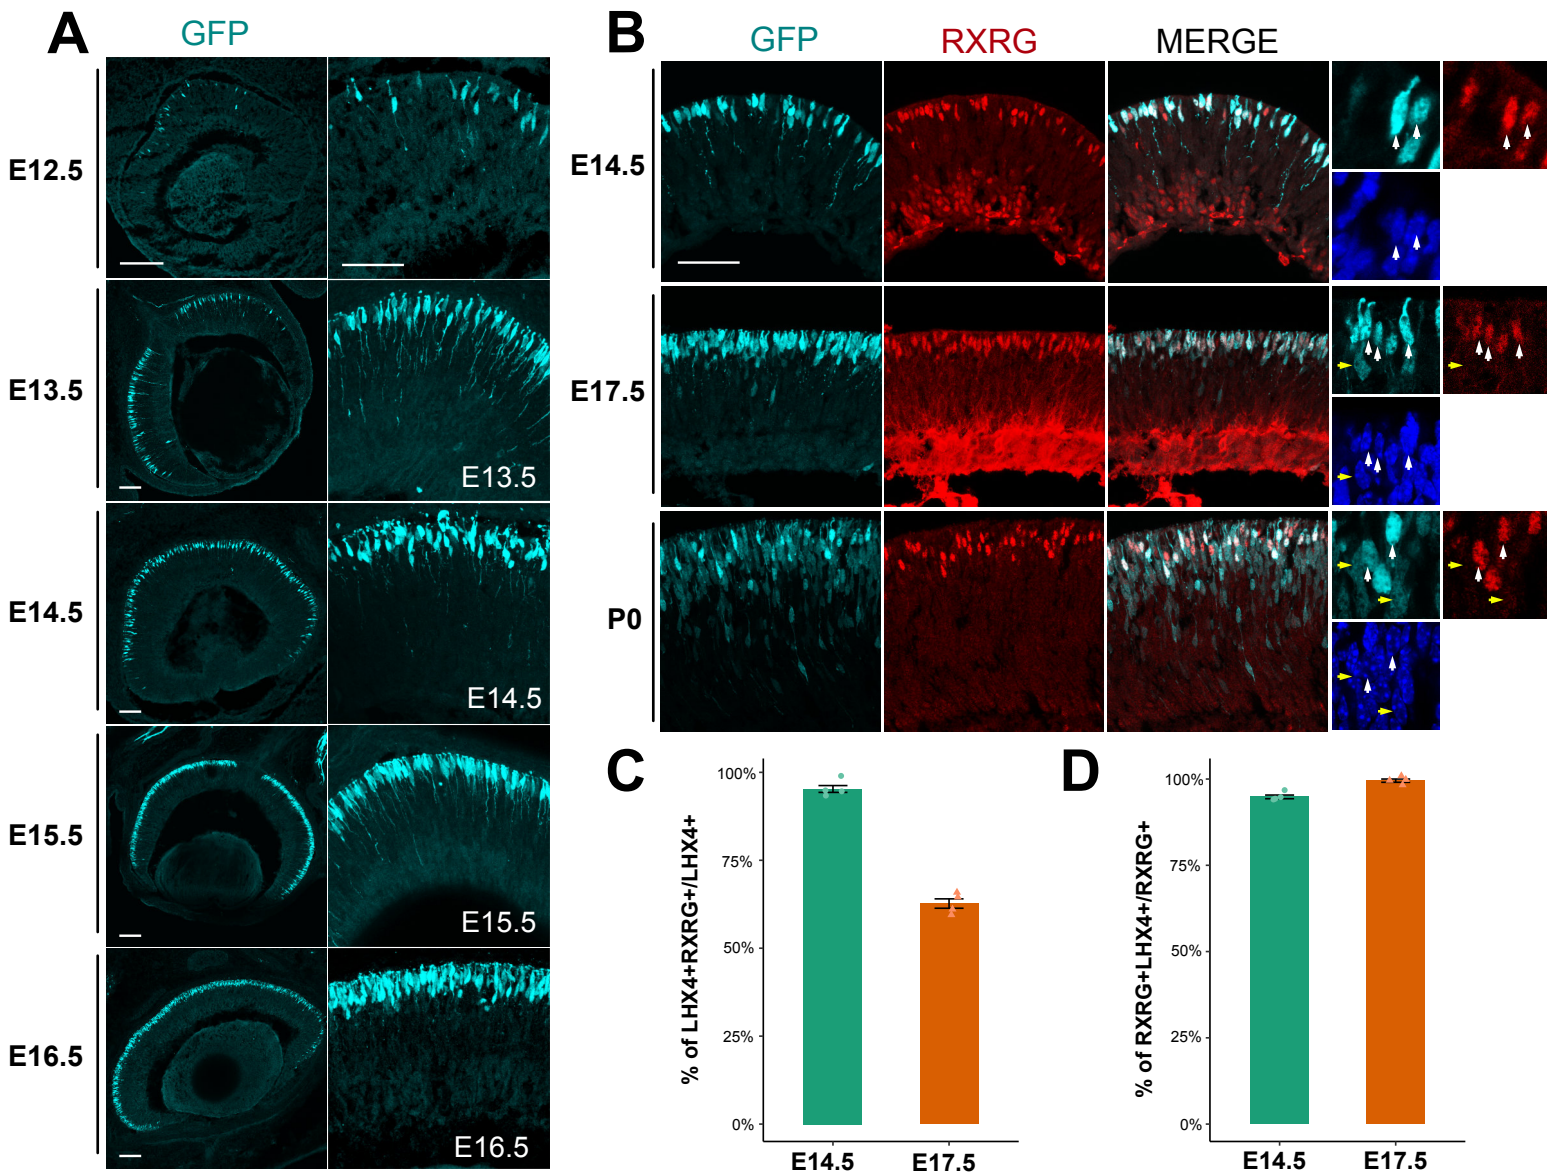 A
GFP
E12.5
E13.5
E13.5
E14.5
E14.5
E15.5
E15.5
E16.5
E16.5
B
GFP
RXRG
MERGE
E14.5
E17.5
P0
C
% of LHX4+RXRG+/LHX4+
100%
75%
50%
25%
0%
E14.5
E17.5
D
% of RXRG+LHX4+/RXRG+
100%
75%
50%
25%
0%
E14.5
E17.5